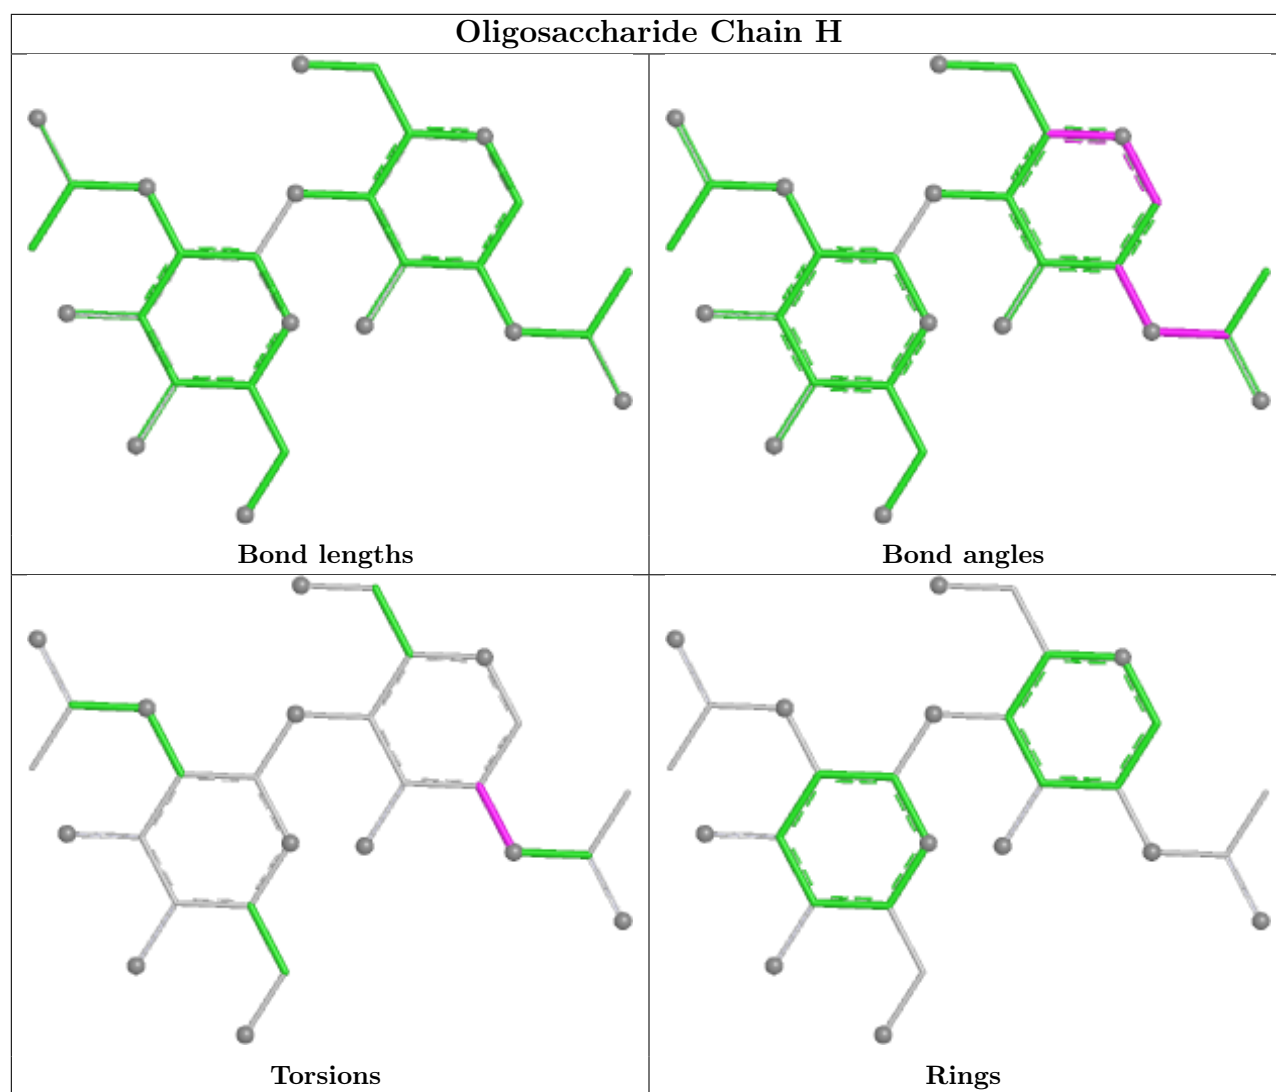 Oligosaccharide Chain H
Bond lengths
Bond angles
Torsions
Rings